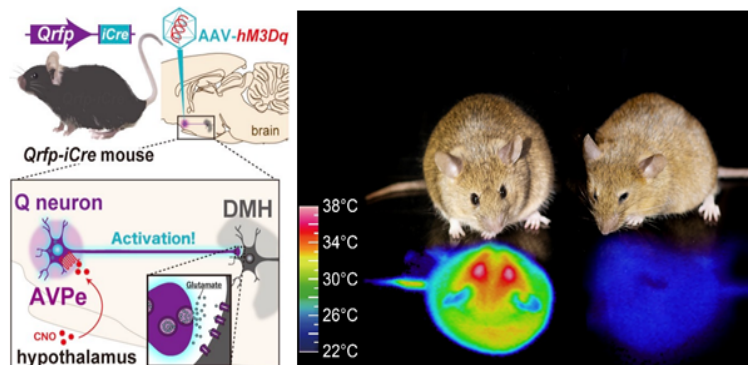 Qrfp iCre
AAV-hM3Dq
brain
Qrfp-iCre mouse
Q neuron
DMH
Activation!
Glutamate
AVPe
CNO
hypothalamus
38°C
34°C
30°C
26°C
22°C